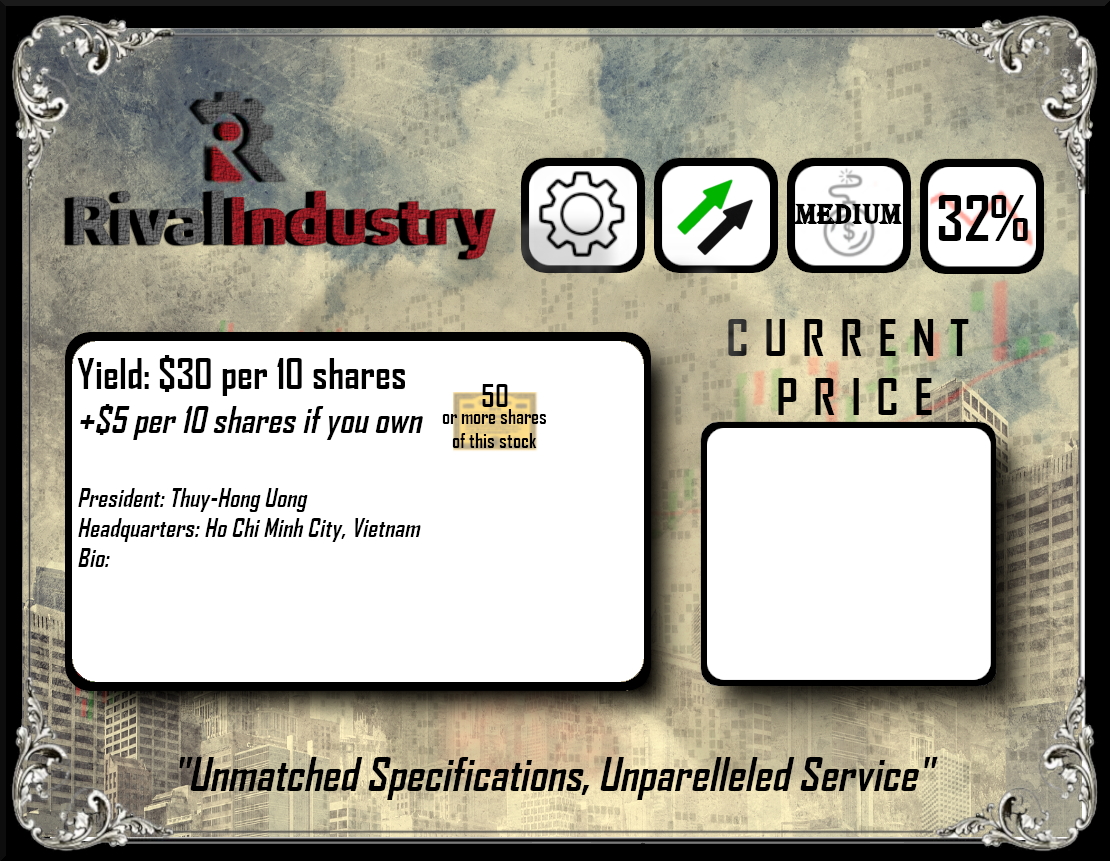 RivalIndustry
MEDIUM
32%
CURRENT
PRICE
Yield: $30 per 10 shares
+$5 per 10 shares if you own
50
or more shares
of this stock
President: Thuy-Hong Uong
Headquarters: Ho Chi Minh City, Vietnam
Bio:
"Unmatched Specifications, Unparelleled Service"